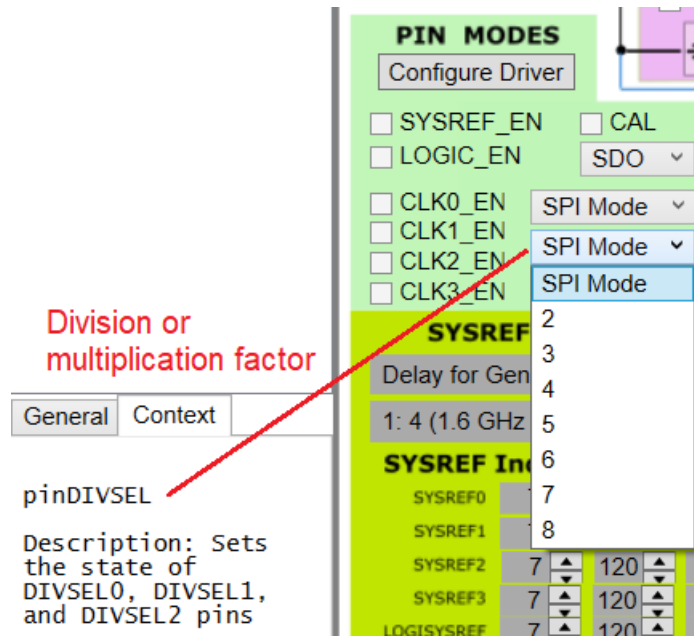 PIN MODES
Configure Driver
SYSREF_EN
CAL
LOGIC_EN
SDO
CLK0_EN
SPI Mode
CLK1_EN
SPI Mode
CLK2_EN
CLK3_EN
SPI Mode
2
3
4
5
6
7
8
Division or
multiplication factor
SYSREF
Delay for Gen
1: 4 (1.6 GHz
SYSREF
SYSREF0
SYSREF1
SYSREF2
7
120
SYSREF3
7
120
LOGISYSREF
7
120
General
Context
pinDIVSEL
Description: Sets
the state of
DIVSEL0, DIVSEL1,
and DIVSEL2 pins